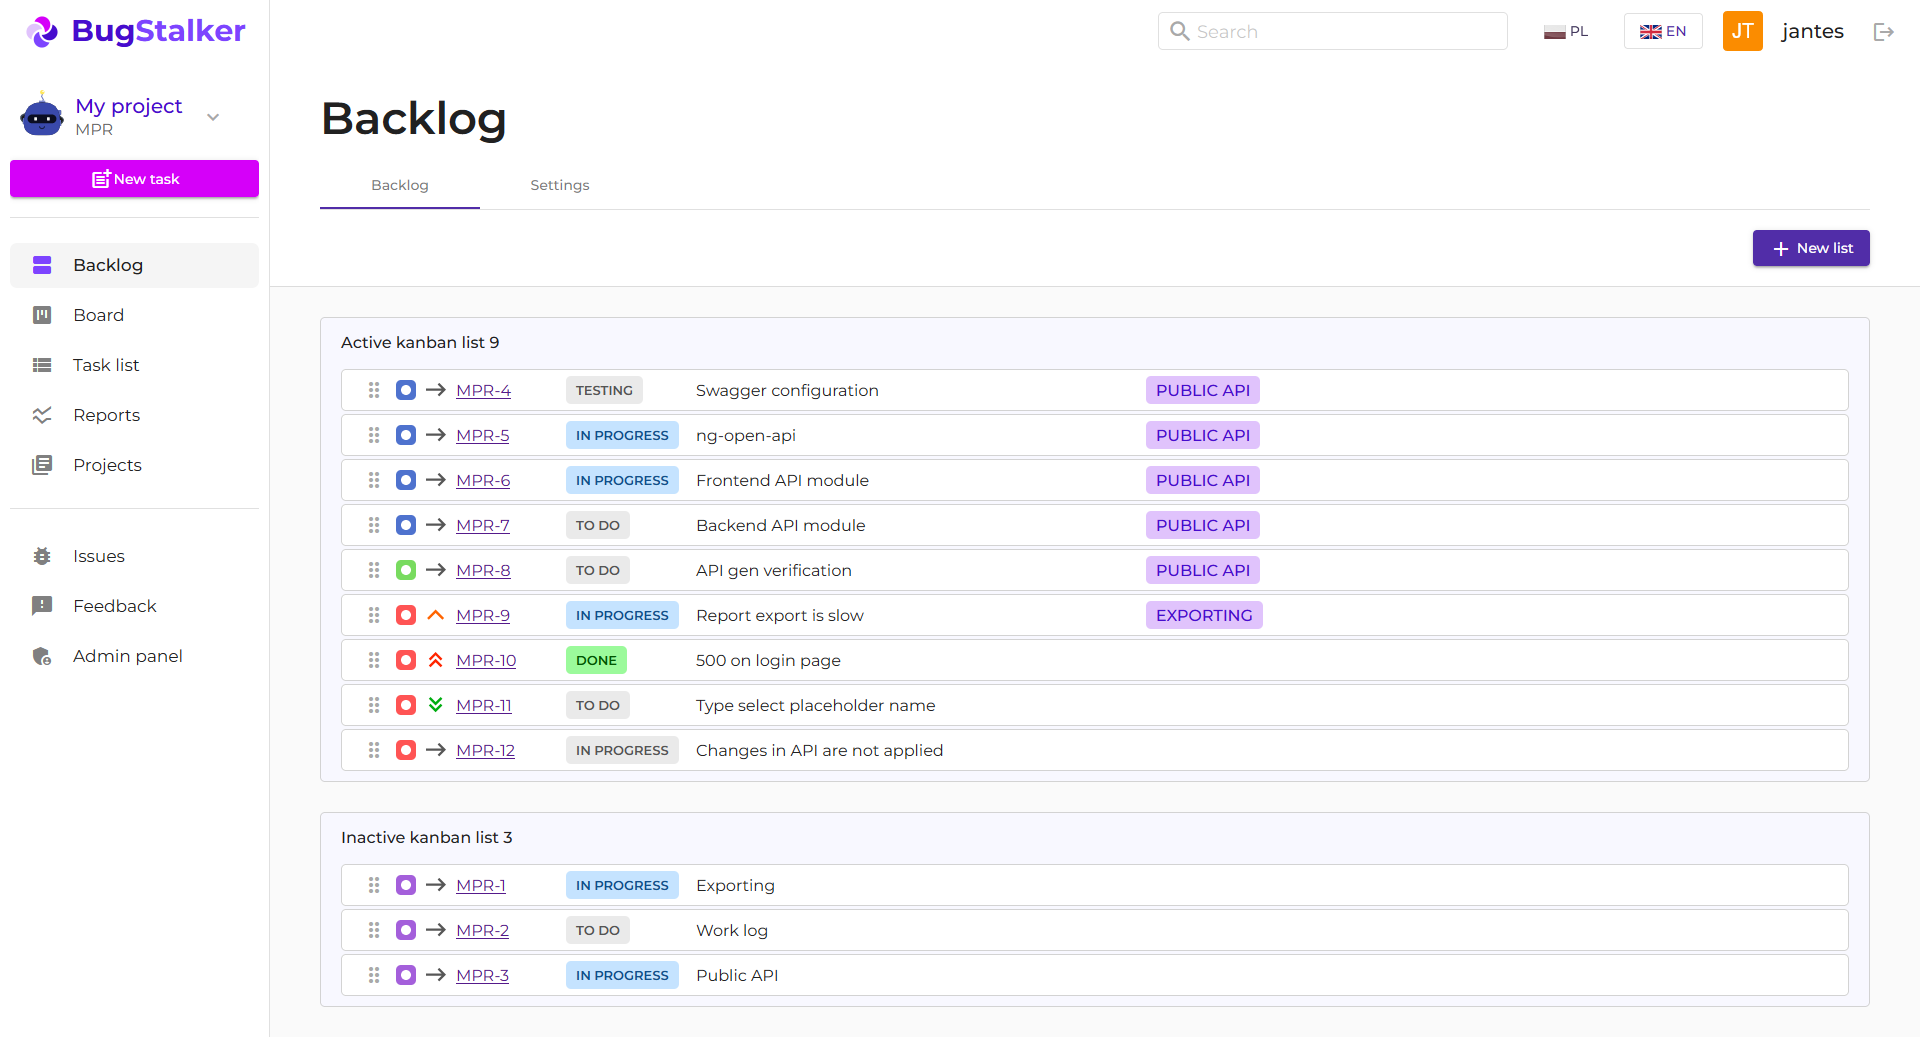 BugStalker
Search
PL
EN
JT
jantes
My project
MPR
New task
Backlog
Board
Task list
Reports
Projects
Issues
Feedback
Admin panel
Backlog
Backlog Settings
New list
Active kanban list 9
MPR-4 TESTING Swagger configuration PUBLIC API
MPR-5 IN PROGRESS ng-open-api PUBLIC API
MPR-6 IN PROGRESS Frontend API module PUBLIC API
MPR-7 TO DO Backend API module PUBLIC API
MPR-8 TO DO API gen verification PUBLIC API
MPR-9 IN PROGRESS Report export is slow EXPORTING
MPR-10 DONE 500 on login page
MPR-11 TO DO Type select placeholder name
MPR-12 IN PROGRESS Changes in API are not applied
Inactive kanban list 3
MPR-1 IN PROGRESS Exporting
MPR-2 TO DO Work log
MPR-3 IN PROGRESS Public API